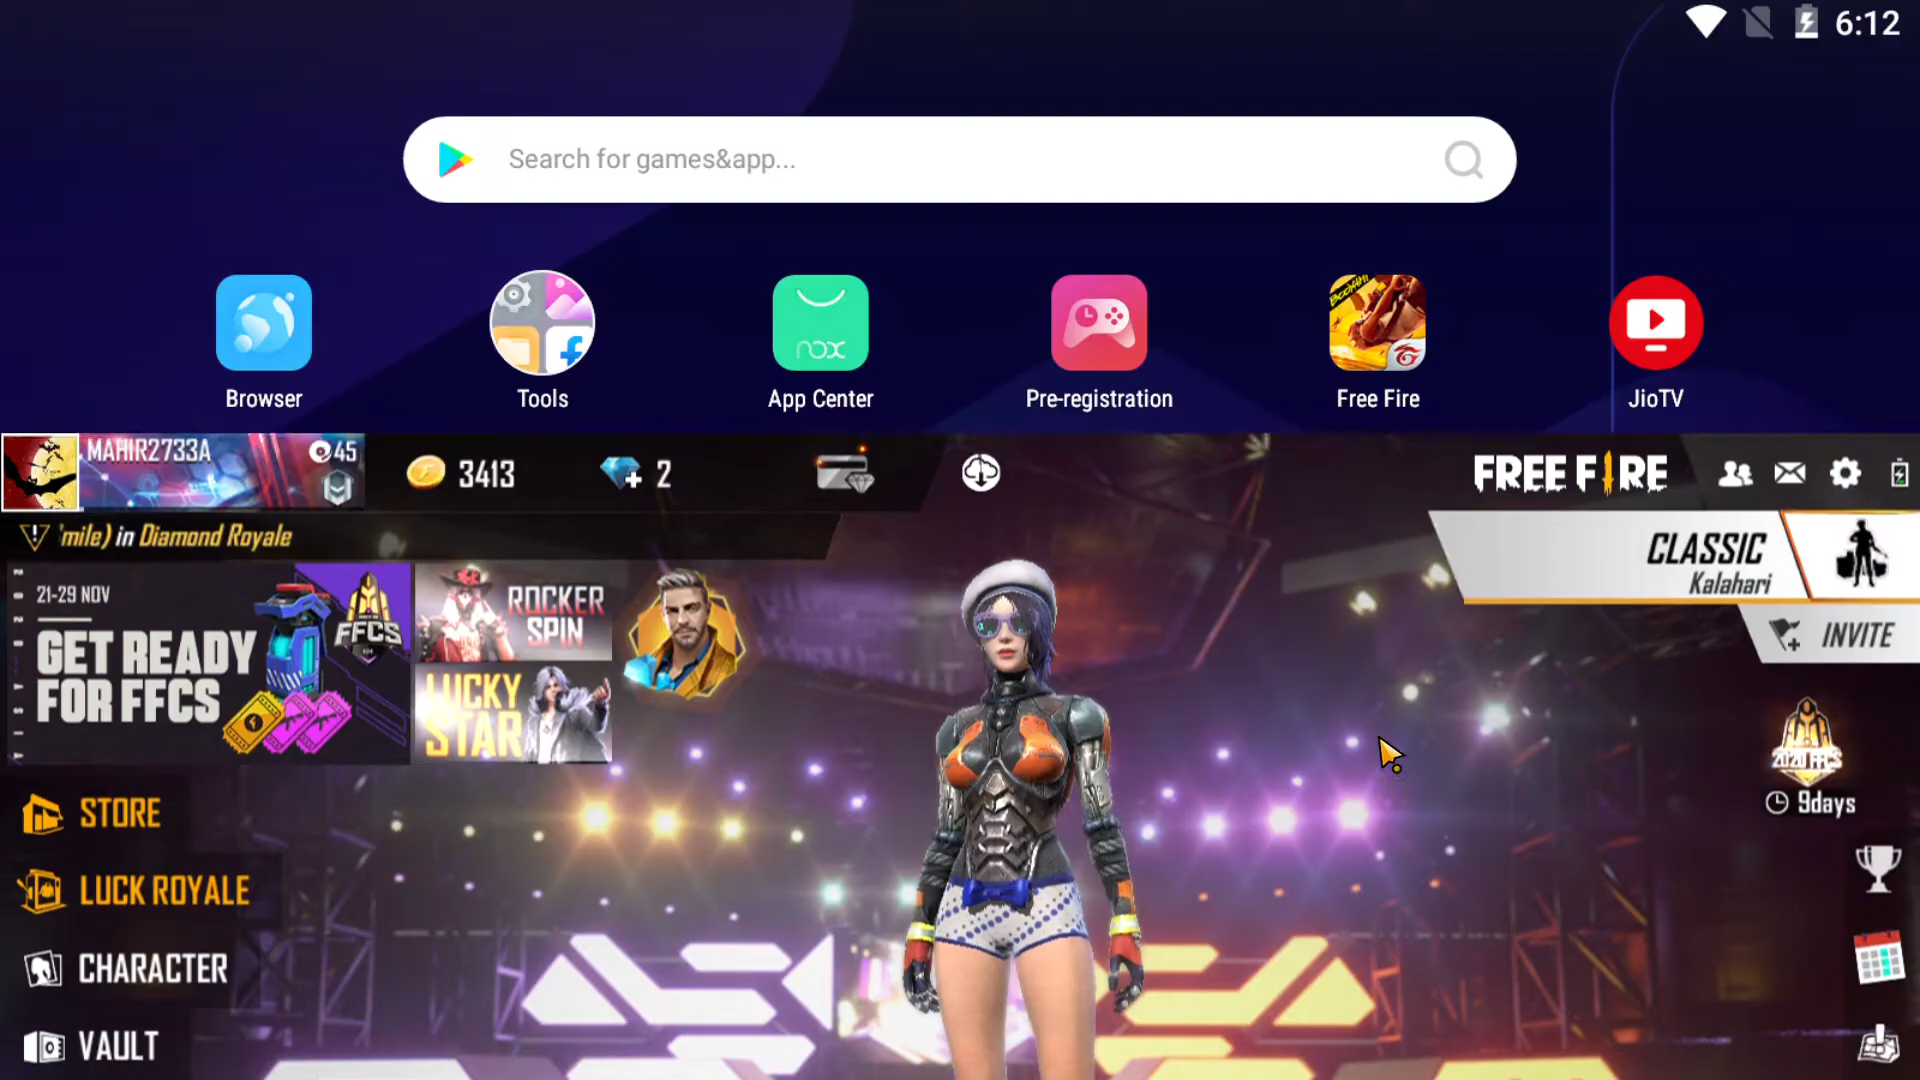 6:12
Search for games&app...
BOOYAH!
nox
Browser
Tools
App Center
Pre-registration
Free Fire
JioTV
MAHIR2733A
45
3413
2
FREE FIRE
'mile) in Diamond Royale
CLASSIC
Kalahari
INVITE
21-29 NOV
GET READY
FOR FFCS
FFCS
ROCKER
SPIN
LUCKY
STAR
2020 FFCS
9days
STORE
LUCK ROYALE
CHARACTER
VAULT